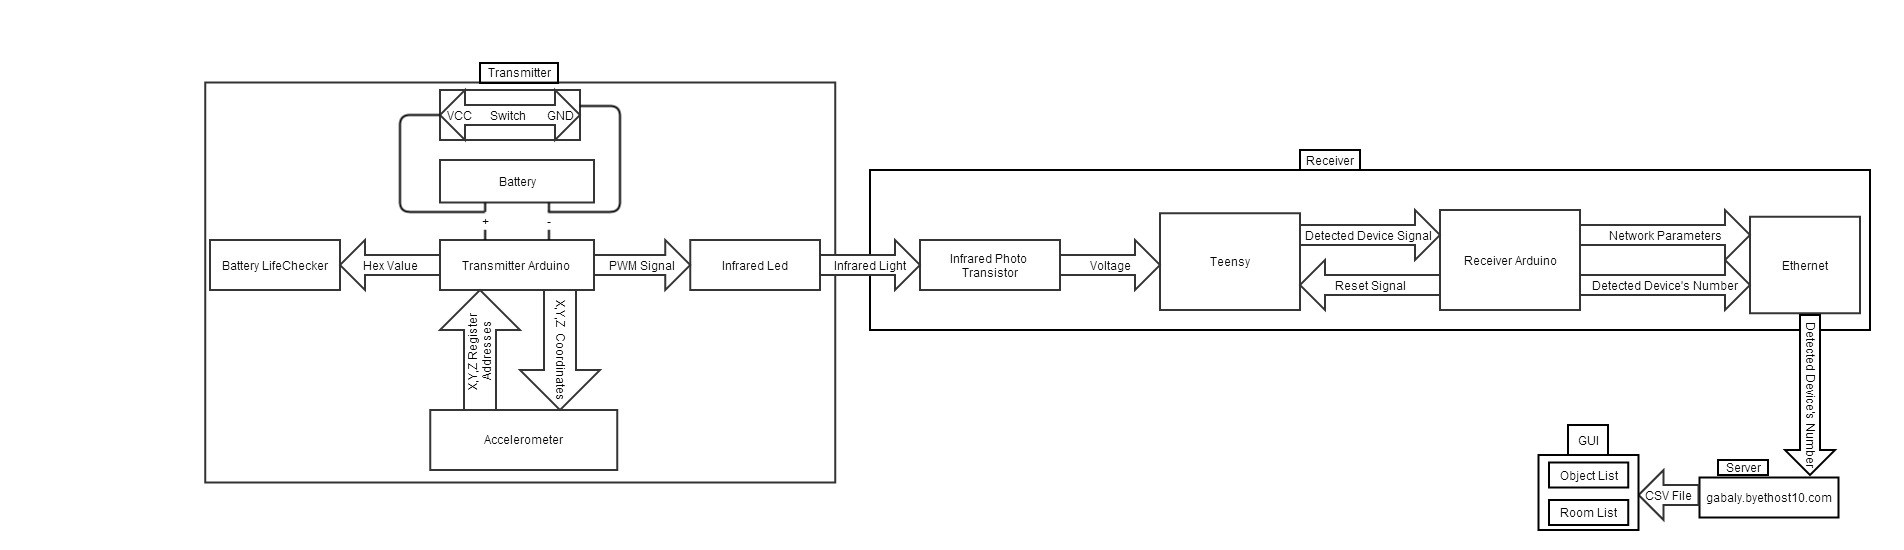 Transmitter
VCC Switch GND
Battery
+ -
Battery LifeChecker
Hex Value
Transmitter Arduino
PWM Signal
Infrared Led
Infrared Light
X,Y,Z Register
Addresses
X,Y,Z Coordinates
Accelerometer
Receiver
Infrared Photo
Transistor
Voltage
Teensy
Detected Device Signal
Reset Signal
Receiver Arduino
Network Parameters
Detected Device's Number
Ethernet
Detected Device's Number
Server
gabaly.byethost10.com
CSV File
GUI
Object List
Room List